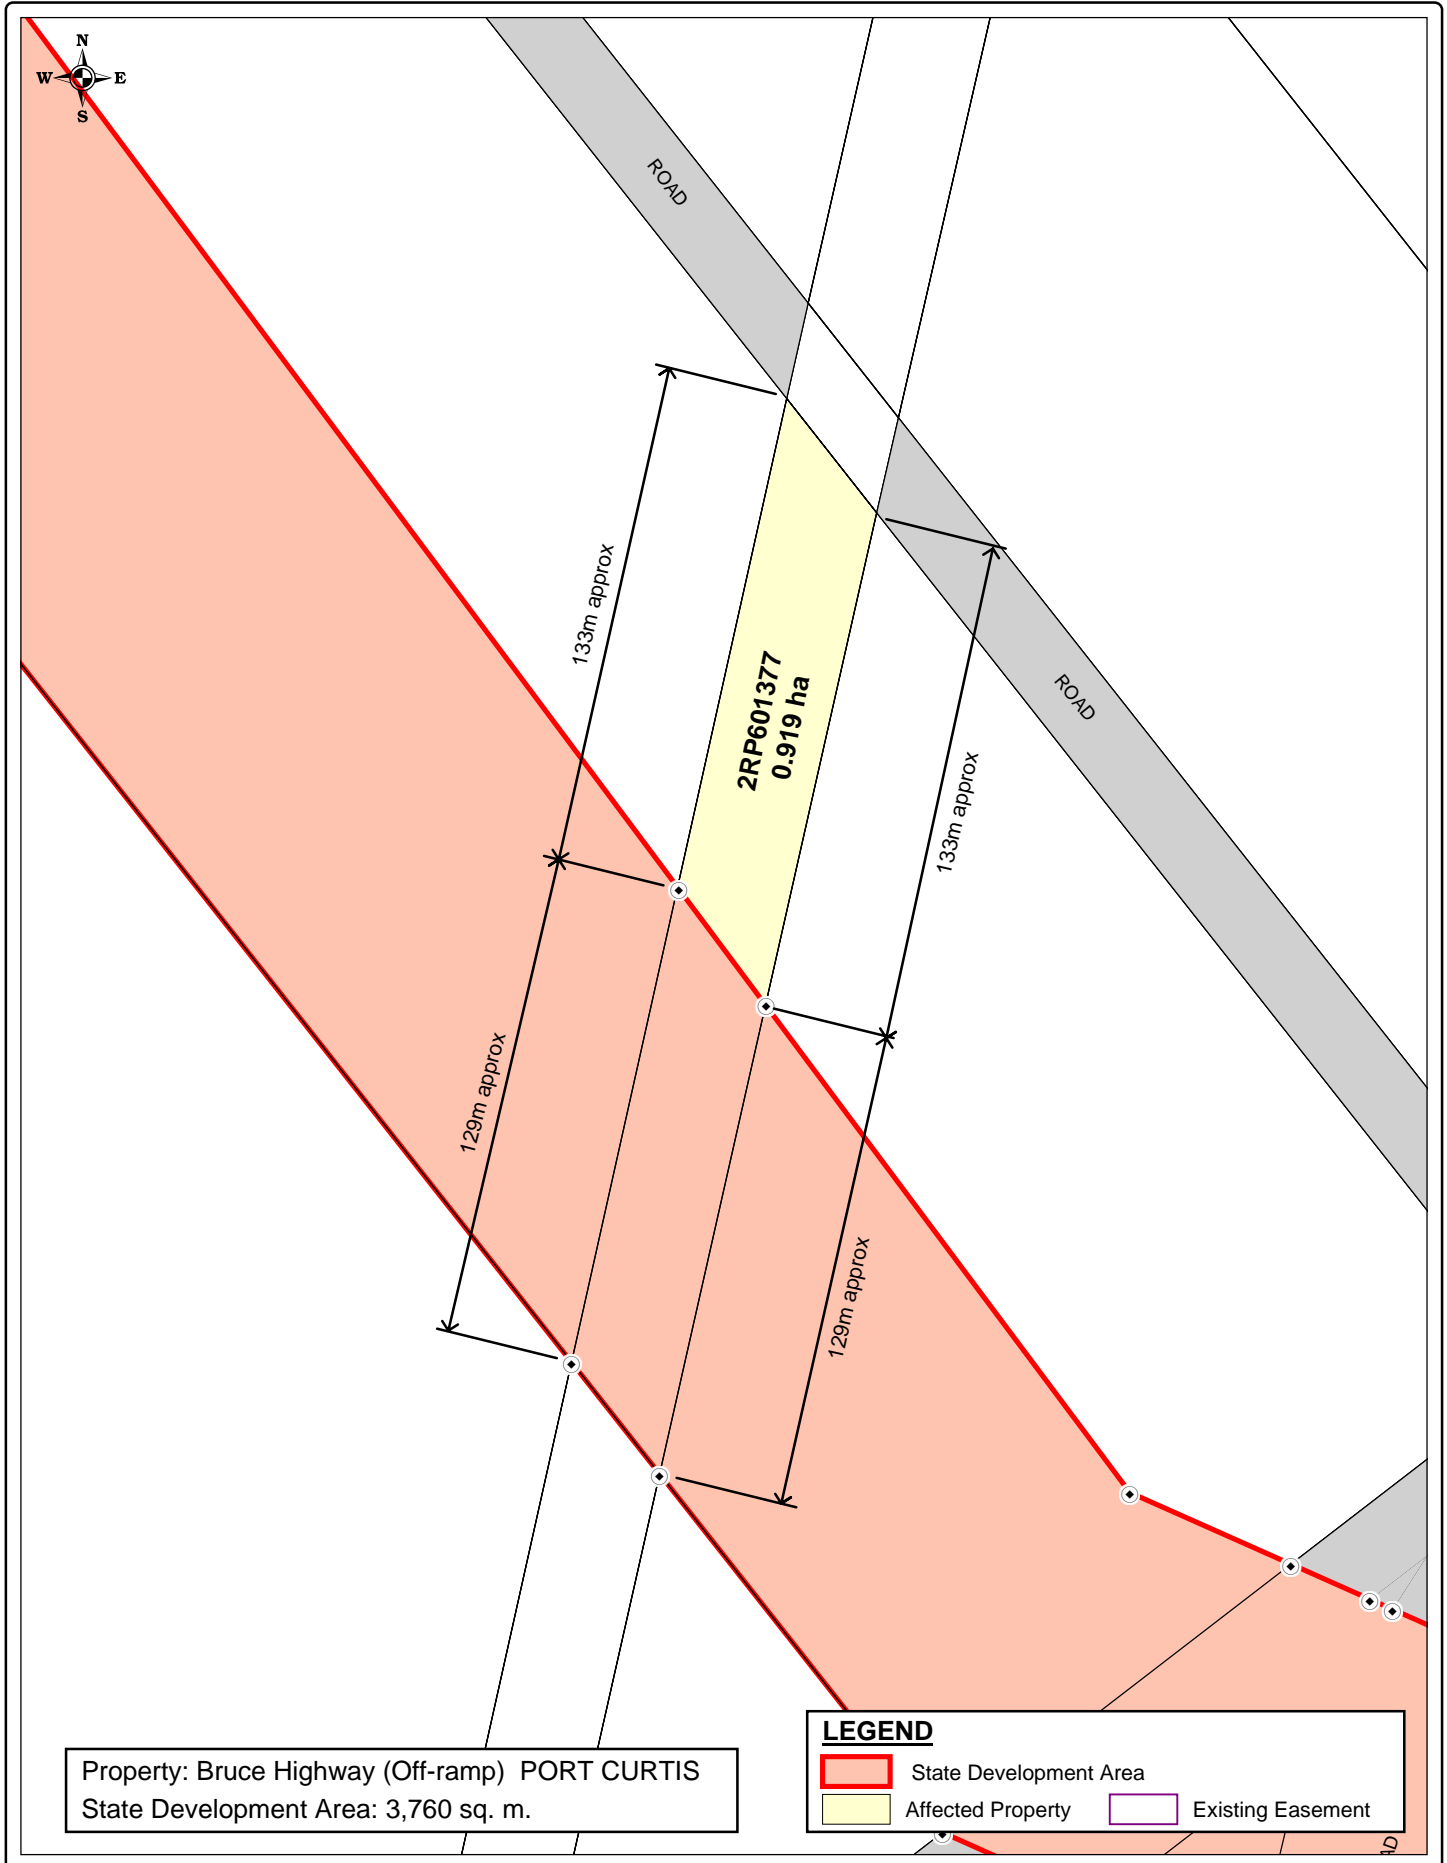 N
W E
S
ROAD
133m approx
2RP601377
0.919 ha
ROAD
133m approx
129m approx
129m approx
Property: Bruce Highway (Off-ramp) PORT CURTIS
State Development Area: 3,760 sq. m.
LEGEND
State Development Area
Affected Property
Existing Easement